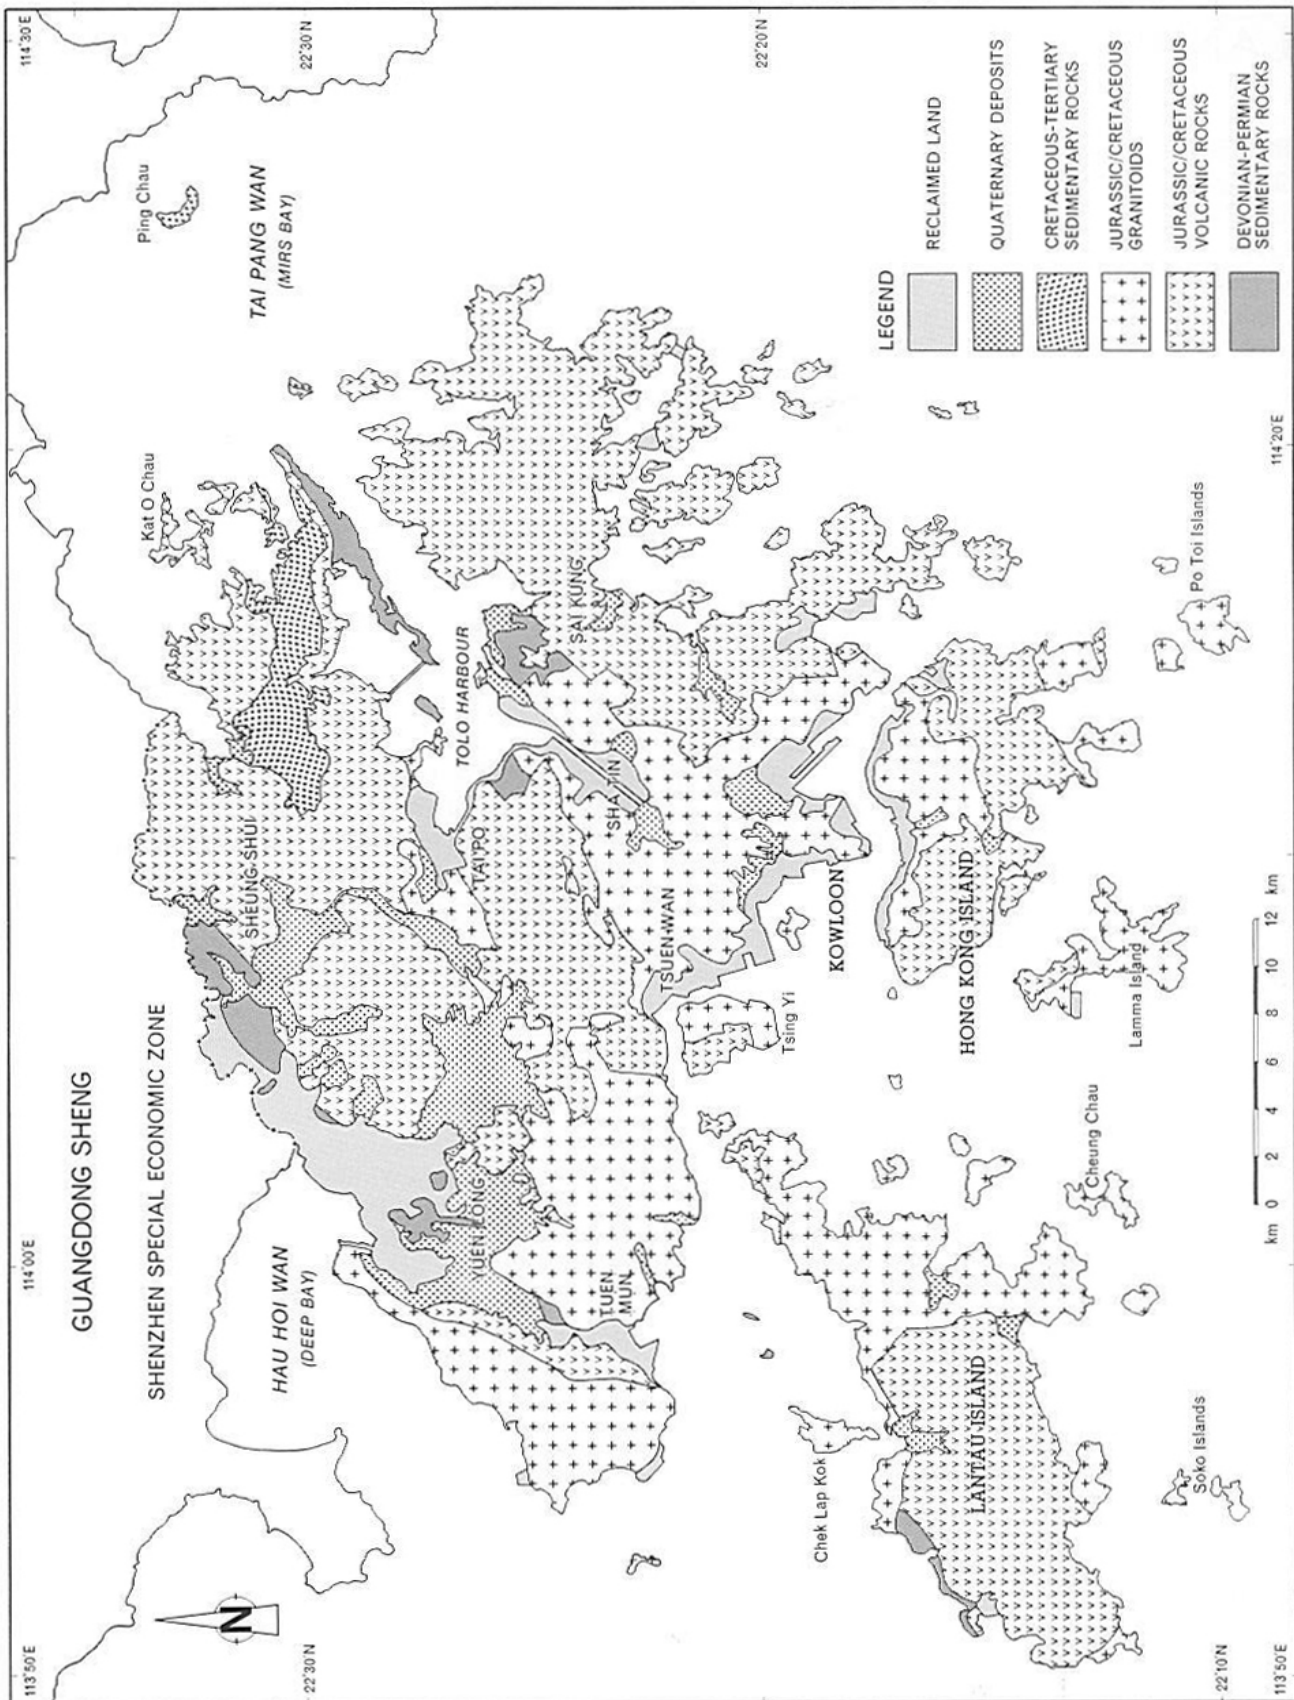 113°50'E
114°00'E
114°30'E
GUANGDONG SHENG
SHENZHEN SPECIAL ECONOMIC ZONE
N
HAU HOI WAN
(DEEP BAY)
22°30'N
22°30'N
Kat O Chau
Ping Chau
TAI PANG WAN
(MIRS BAY)
SHEUNG SHUI
YUEN LONG
TAI PO
TOLO HARBOUR
SAI KUNG
TUEN
MUN
SHA TIN
TSUEN WAN
22°20'N
Tsing Yi
KOWLOON
Chek Lap Kok
LANTAU ISLAND
HONG KONG ISLAND
Cheung Chau
Lamma Island
Soko Islands
Po Toi Islands
LEGEND
RECLAIMED LAND
QUATERNARY DEPOSITS
CRETACEOUS-TERTIARY
SEDIMENTARY ROCKS
JURASSIC/CRETACEOUS
GRANITOIDS
JURASSIC/CRETACEOUS
VOLCANIC ROCKS
DEVONIAN-PERMIAN
SEDIMENTARY ROCKS
22°10'N
km 0 2 4 6 8 10 12 km
113°50'E
114°20'E